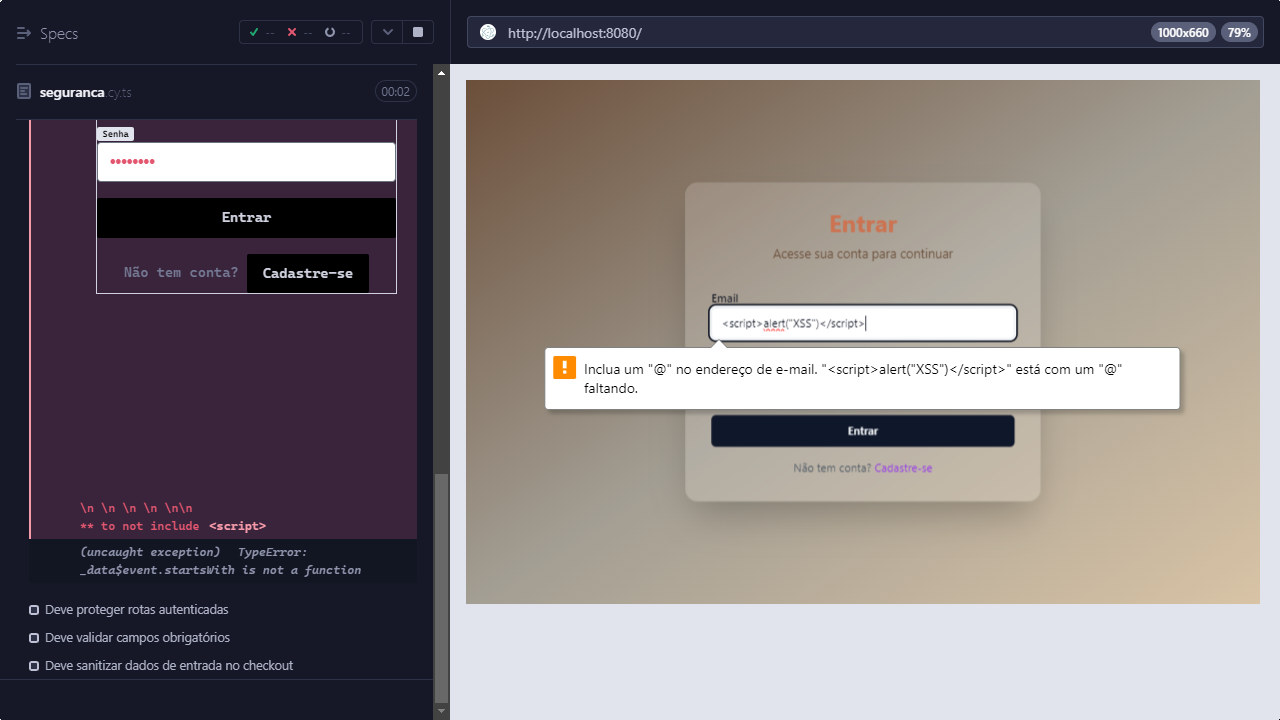 Specs
--
--
--
seguranca.cy.ts
00:02
Senha
••••••••
Entrar
Não tem conta? Cadastre-se
\n \n \n \n \n\n
** to not include <script>
(uncaught exception) TypeError:
_data$event.startsWith is not a function
Deve proteger rotas autenticadas
Deve validar campos obrigatórios
Deve sanitizar dados de entrada no checkout
http://localhost:8080/
1000x660
79%
Entrar
Acesse sua conta para continuar
Email
<script>alert("XSS")</script>
Inclua um "@" no endereço de e-mail. "<script>alert("XSS")</script>" está com um "@"
faltando.
Entrar
Não tem conta? Cadastre-se